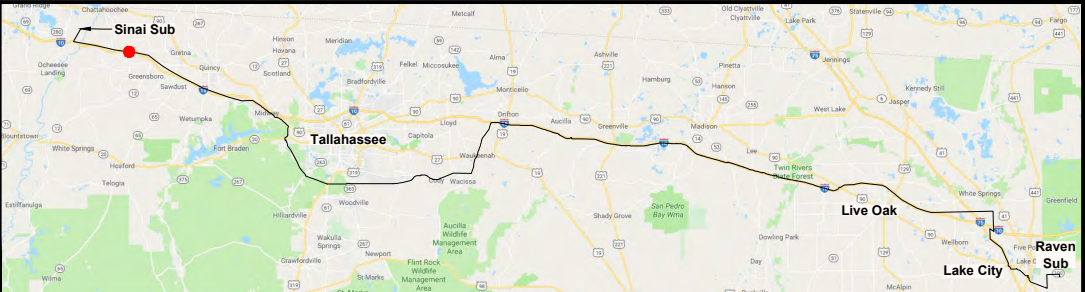 Grand Ridge
Chattahoochee
Metcalf
Old Clyattville
Clyattville
Lake Park
Statenville
Fargo
Sinai Sub
Hinson
Meridian
Alma
Ashville
Pinetta
Jennings
Ocheesee
Landing
Gretna
Havana
Felkel
Miccosukee
Greensboro
Quincy
Scotland
Bradfordville
Monticello
Hamburg
Hanson
Kennedy Still
Sawdust
Jasper
Midway
Drifton
West Lake
Blountstown
Wetumpka
Tallahassee
Capitola
Lloyd
Aucilla
Greenville
Madison
White Springs
Fort Braden
Waukeenah
Lee
Hosford
Twin Rivers
State Forest
Telogia
Cody
Wacissa
White Springs
Estiffanulga
Hilliardville
Woodville
San Pedro
Bay Wma
Live Oak
Greenfield
Shady Grove
Aucilla
Wildlife
Management
Area
Wakulla
Springs
Dowling Park
Wellborn
Raven
Sub
Crawfordville
Newport
Day
Lake City
Wilma
St Marks
Flint Rock
Wildlife
Management
Area
McAlpin